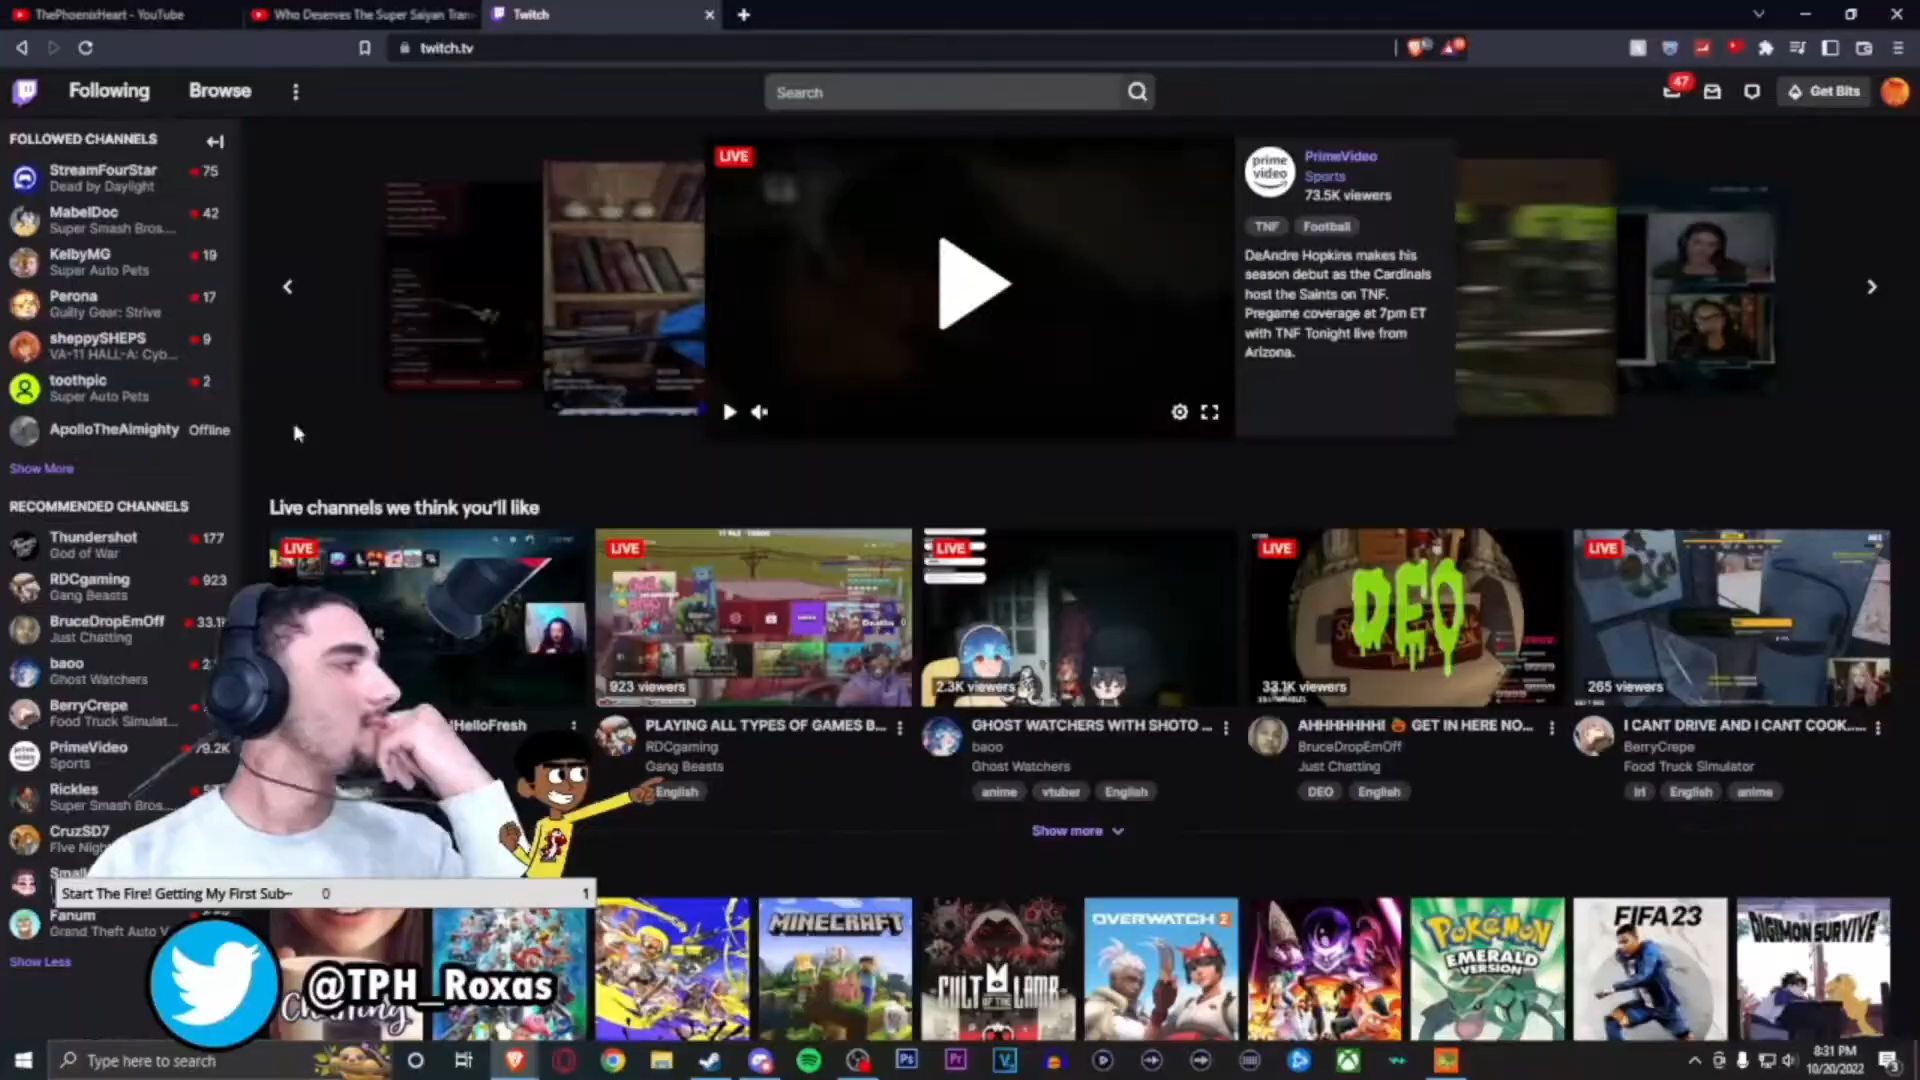 ThePhoenixHeart - YouTube
Who Deserves The Super Saiyan Tran
Twitch
twitch.tv
Following
Browse
Search
47
Get Bits
FOLLOWED CHANNELS
StreamFourStar
75
Dead by Daylight
MabelDoc
42
Super Smash Bros....
KelbyMG
19
Super Auto Pets
Perona
17
Guilty Gear: Strive
sheppySHEPS
9
VA-11 HALL-A: Cyb...
toothpic
2
Super Auto Pets
ApolloTheAlmighty
Offline
Show More
RECOMMENDED CHANNELS
Thundershot
177
God of War
RDCgaming
923
Gang Beasts
BruceDropEmOff
Just Chatting
baoo
Ghost Watchers
BerryCrepe
Food Truck Simulat...
PrimeVideo
79.2K
Sports
Rickles
Super Smash Bros.
CruzSD7
Five Nigh
Small
Fanum
Grand Theft Auto V
Show Less
LIVE
prime video
PrimeVideo
Sports
73.5K viewers
TNF
Football
DeAndre Hopkins makes his
season debut as the Cardinals
host the Saints on TNF.
Pregame coverage at 7pm ET
with TNF Tonight live from
Arizona.
Live channels we think you'll like
LIVE
HelloFresh
LIVE
923 viewers
PLAYING ALL TYPES OF GAMES B...
RDCgaming
Gang Beasts
English
LIVE
2.3K viewers
GHOST WATCHERS WITH SHOTO ...
baoo
Ghost Watchers
anime
vtuber
English
LIVE
DEO
33.1K viewers
AHHHHHHH! 🎃 GET IN HERE NO...
BruceDropEmOff
Just Chatting
DEO
English
LIVE
265 viewers
I CANT DRIVE AND I CANT COOK.....
BerryCrepe
Food Truck Simulator
irl
English
anime
Show more
Start The Fire! Getting My First Sub~
0
1
@TPH_Roxas
Chatting
MINECRAFT
CULT OF THE LAMB
OVERWATCH 2
POKéMON
EMERALD
VERSION
FIFA 23
DIGIMON SURVIVE
Type here to search
Ps
Pr
V
8:31 PM
10/20/2022
3